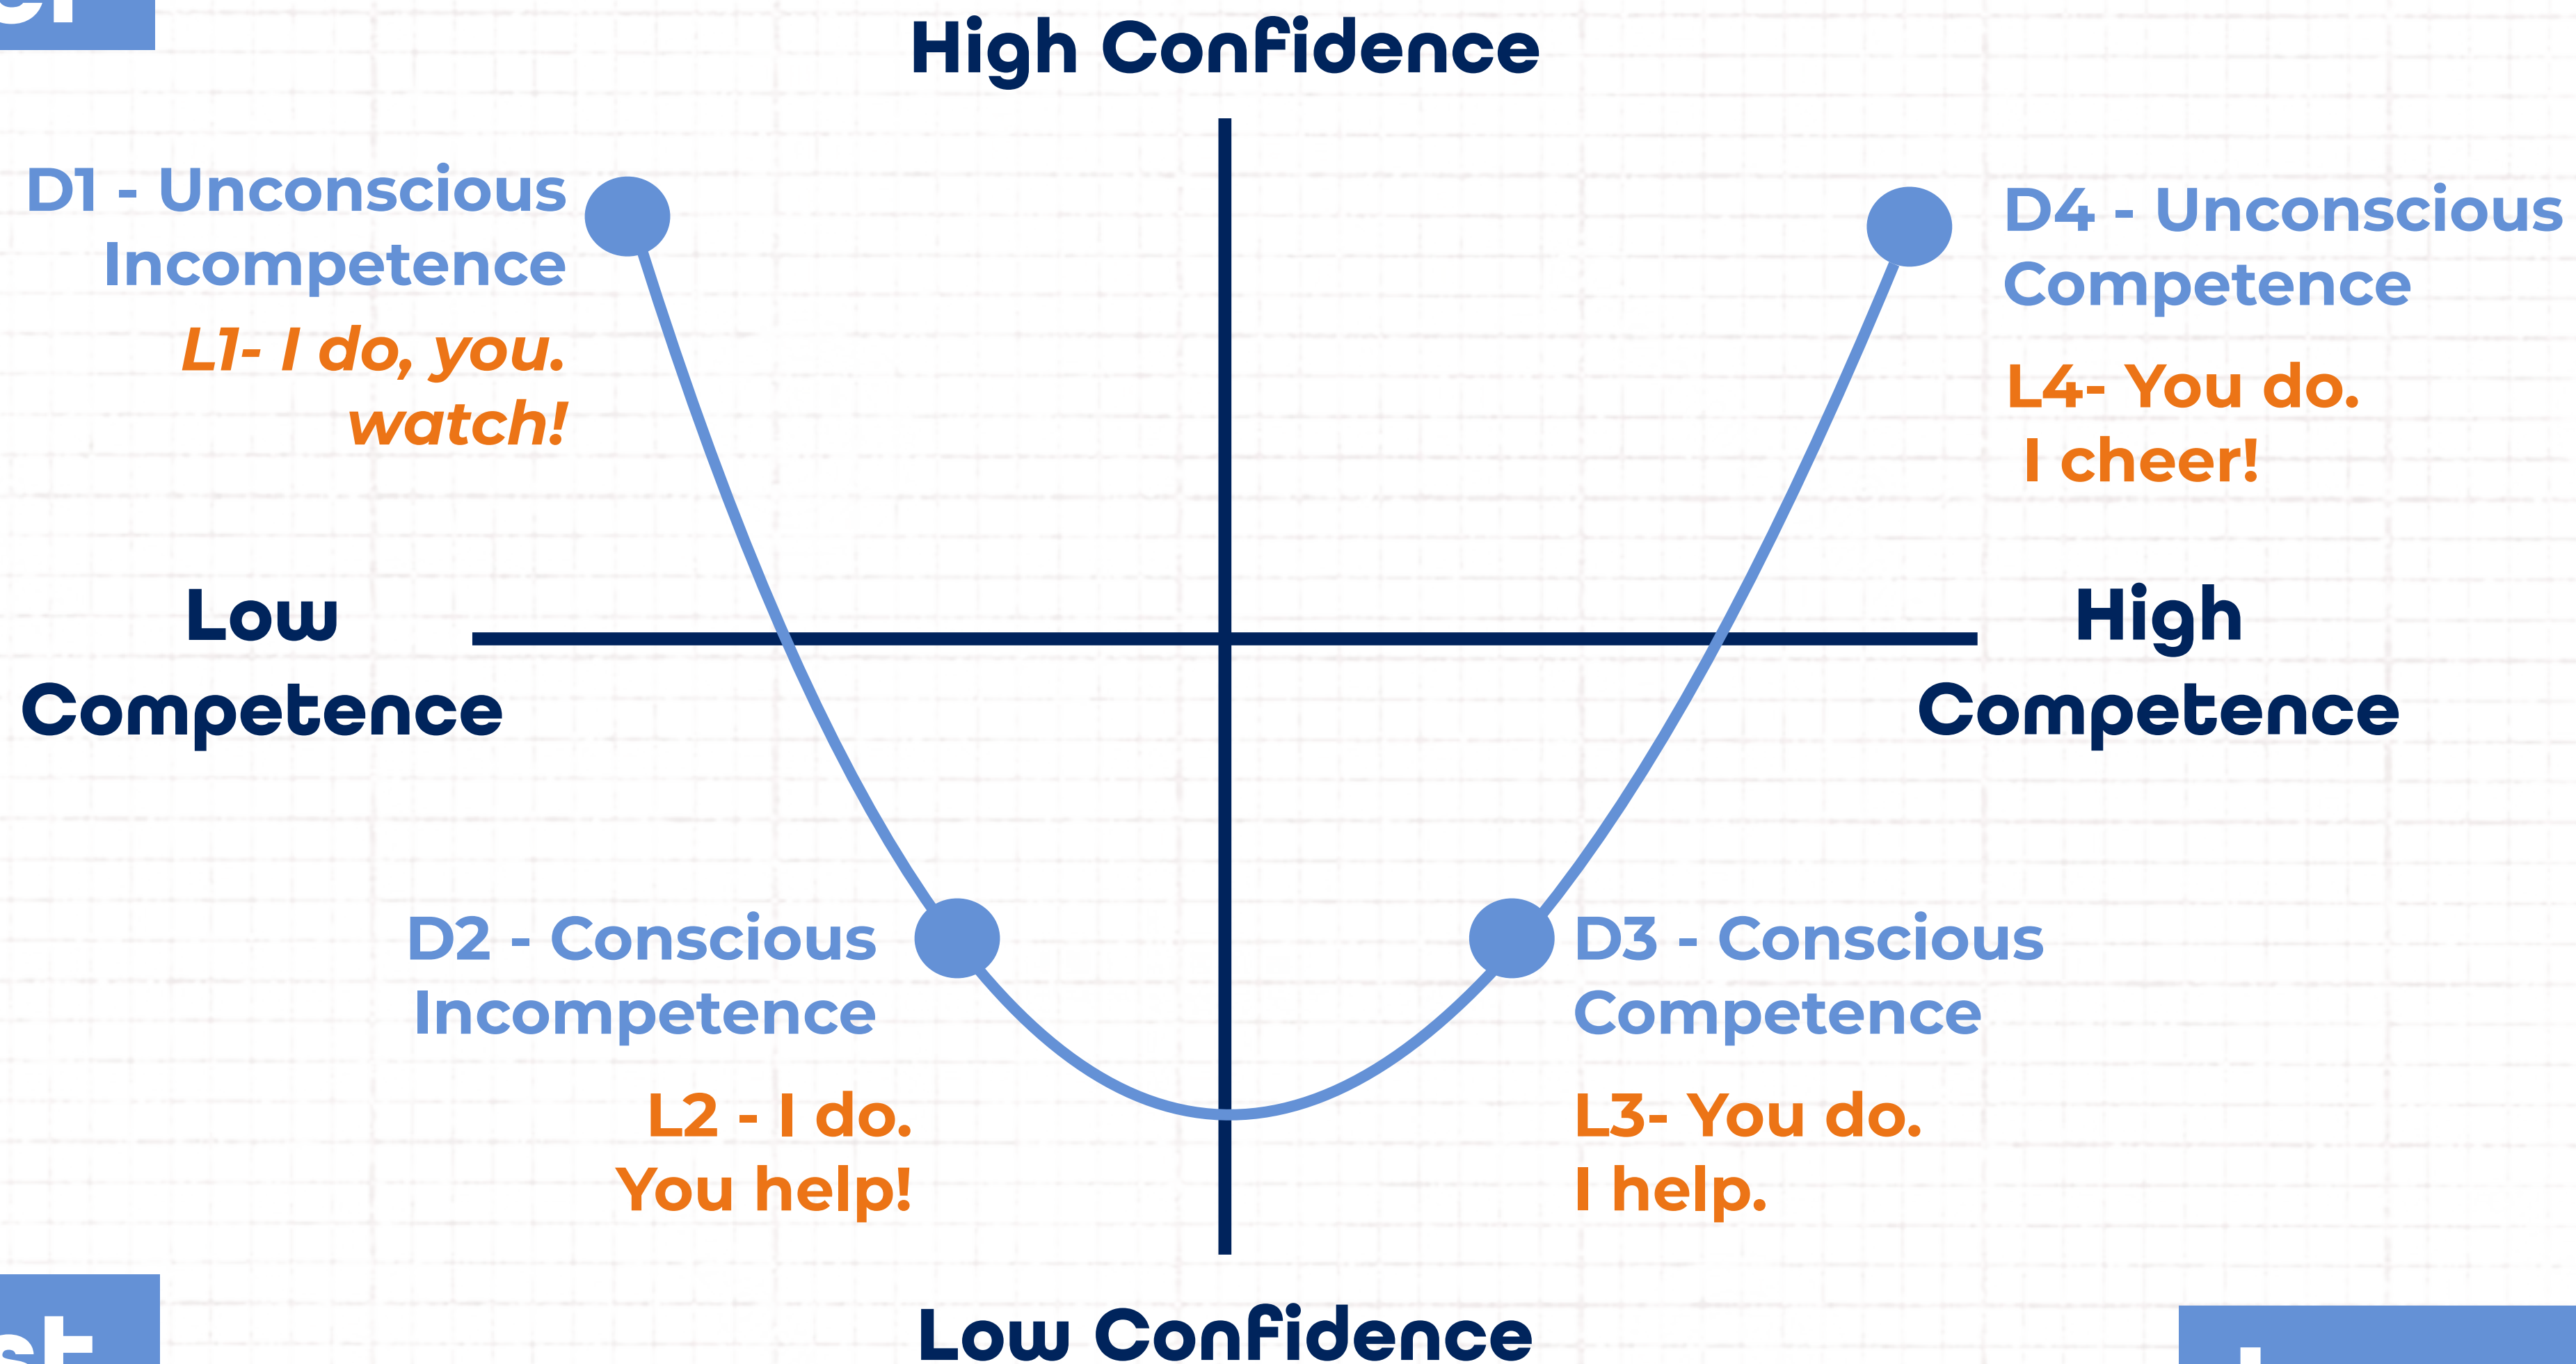 High Confidence
D1 - Unconscious
Incompetence
L1- I do, you.
watch!
D4 - Unconscious
Competence
L4- You do.
I cheer!
Low
Competence
High
Competence
D2 - Conscious
Incompetence
L2 - I do.
You help!
D3 - Conscious
Competence
L3- You do.
I help.
Low Confidence
st